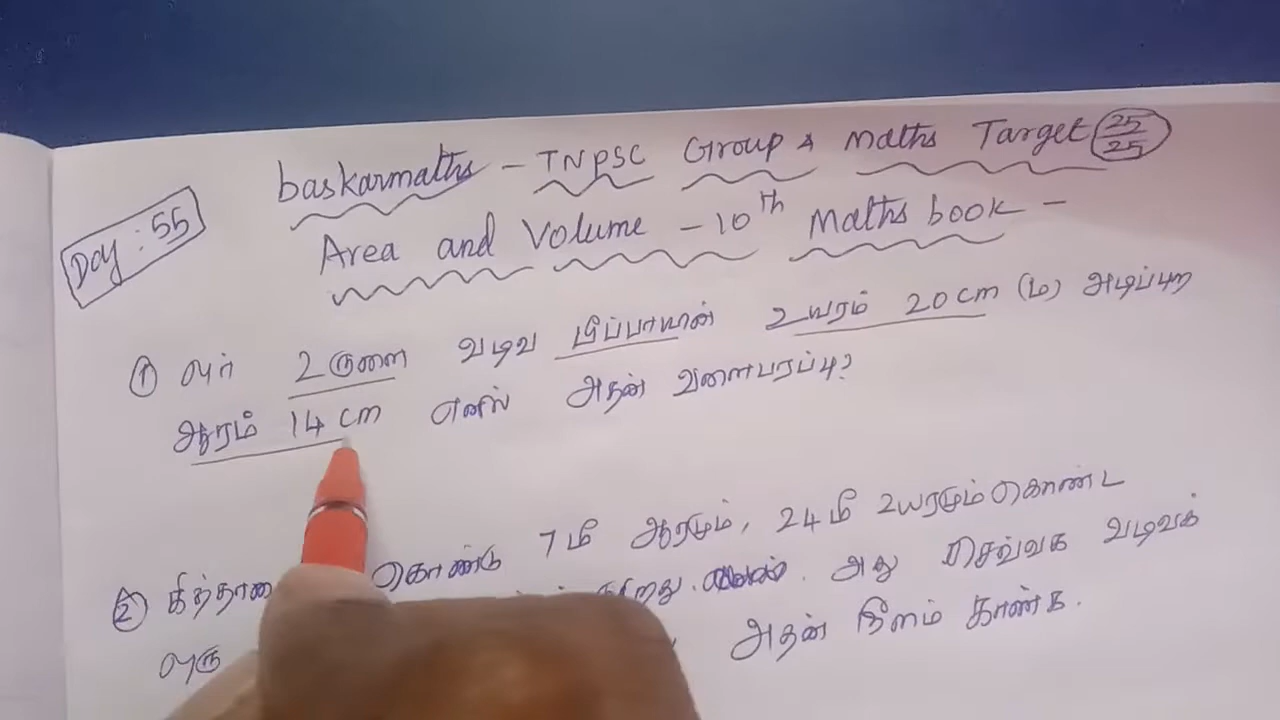 baskarmaths - TNPSC Group 4 Maths Target 25/25
Day : 55
Area and Volume - 10th Maths book -
① ஓர் உருளை வடிவ பீப்பாயின் உயரம் 20 cm (ம) அடிப்புற
ஆரம் 14 cm எனில் அதன் வளைபரப்பு?
② கித்தானை கொண்டு 7 மீ ஆரமும், 24 மீ உயரமும் கொண்ட
அது செவ்வக வடிவக்
ஒரு அதன் நீளம் காண்க.